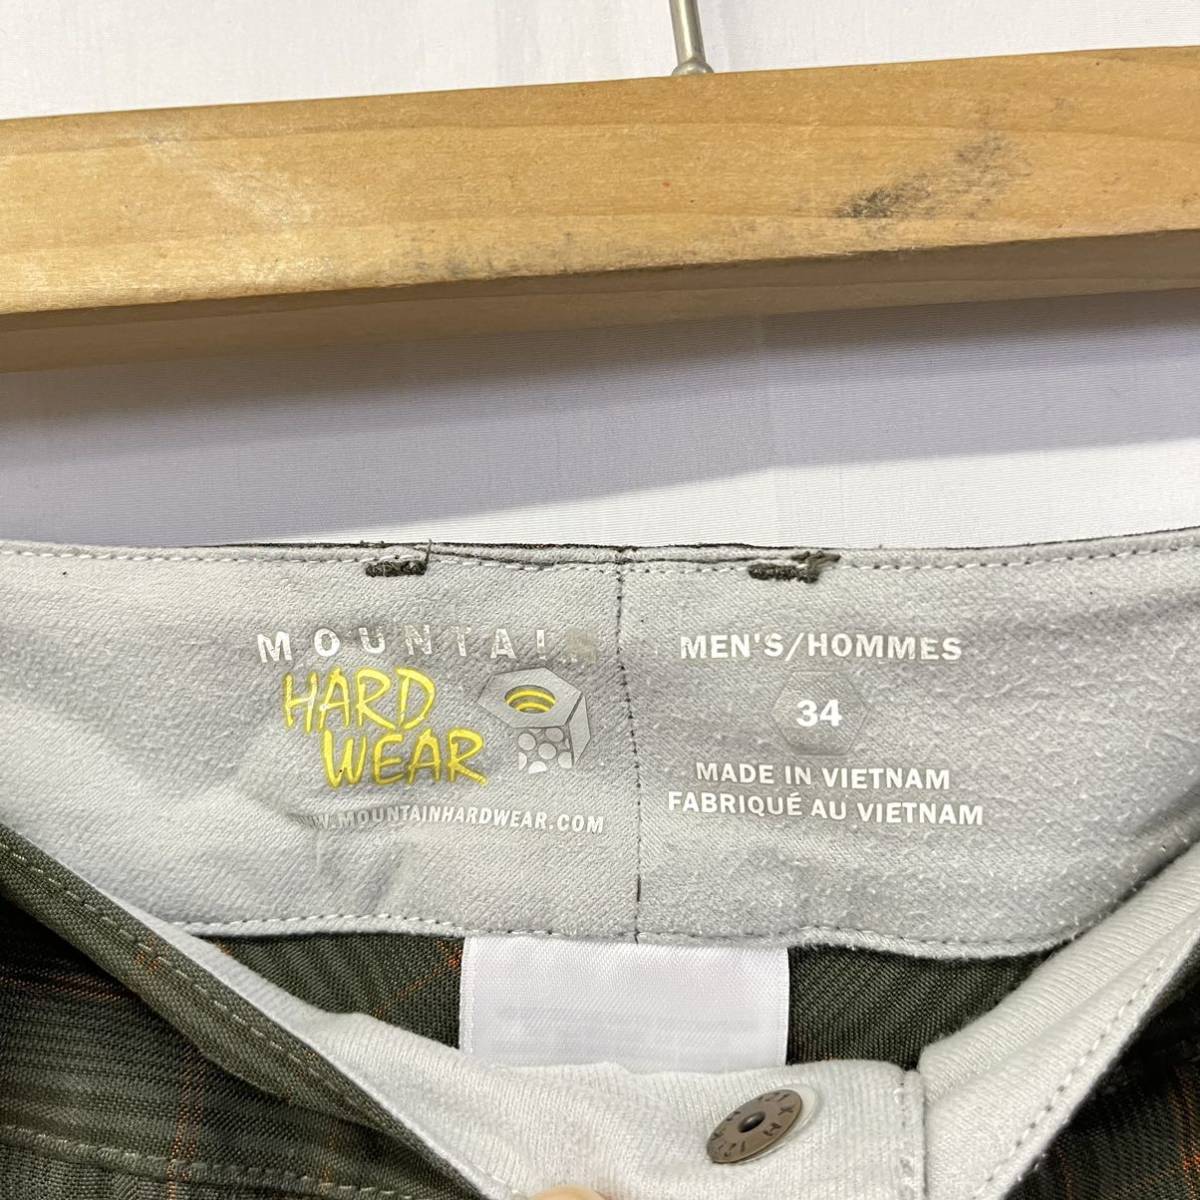 MOUNTAIN
HARD
WEAR
WWW.MOUNTAINHARDWEAR.COM
MEN'S/HOMMES
34
MADE IN VIETNAM
FABRIQUÉ AU VIETNAM